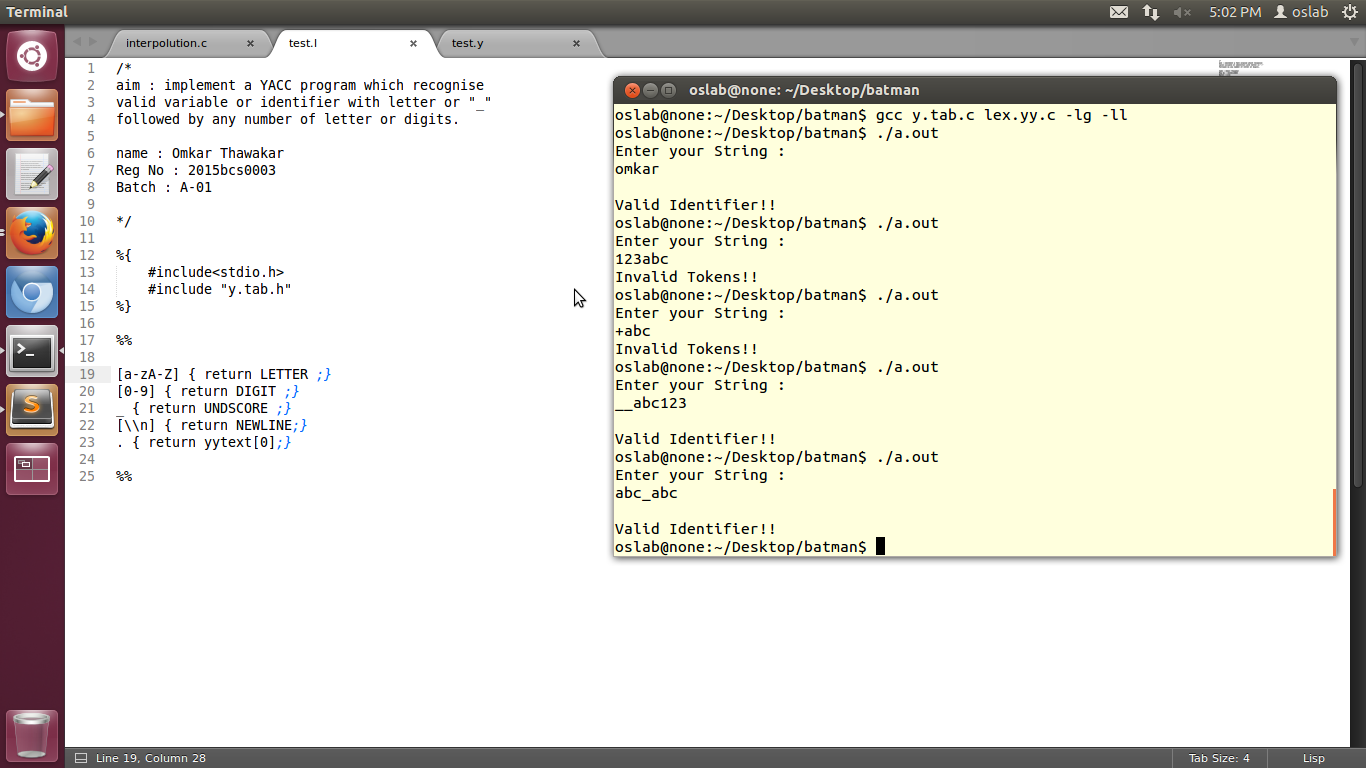 Terminal
5:02 PM
oslab
interpolution.c
test.l
test.y
1 /*
2 aim : implement a YACC program which recognise
3 valid variable or identifier with letter or "_"
4 followed by any number of letter or digits.
5
6 name : Omkar Thawakar
7 Reg No : 2015bcs0003
8 Batch : A-01
9
10 */
11
12 %{
13 #include<stdio.h>
14 #include "y.tab.h"
15 %}
16
17 %%
18
19 [a-zA-Z] { return LETTER ;}
20 [0-9] { return DIGIT ;}
21 _ { return UNDSCORE ;}
22 [\\n] { return NEWLINE;}
23 . { return yytext[0];}
24
25 %%
oslab@none: ~/Desktop/batman
oslab@none:~/Desktop/batman$ gcc y.tab.c lex.yy.c -lg -ll
oslab@none:~/Desktop/batman$ ./a.out
Enter your String :
omkar
Valid Identifier!!
oslab@none:~/Desktop/batman$ ./a.out
Enter your String :
123abc
Invalid Tokens!!
oslab@none:~/Desktop/batman$ ./a.out
Enter your String :
+abc
Invalid Tokens!!
oslab@none:~/Desktop/batman$ ./a.out
Enter your String :
__abc123
Valid Identifier!!
oslab@none:~/Desktop/batman$ ./a.out
Enter your String :
abc_abc
Valid Identifier!!
oslab@none:~/Desktop/batman$
Line 19, Column 28
Tab Size: 4
Lisp